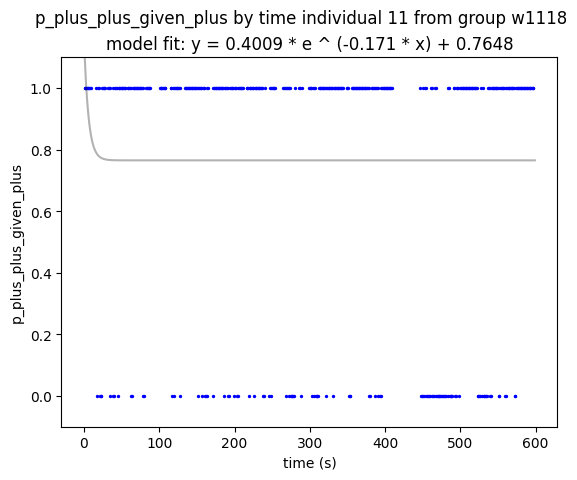 p_plus_plus_given_plus by time individual 11 from group w1118
model fit: y = 0.4009 * e ^ (-0.171 * x) + 0.7648
1.0
0.8
0.6
0.4
0.2
0.0
p_plus_plus_given_plus
0 100 200 300 400 500 600
time (s)